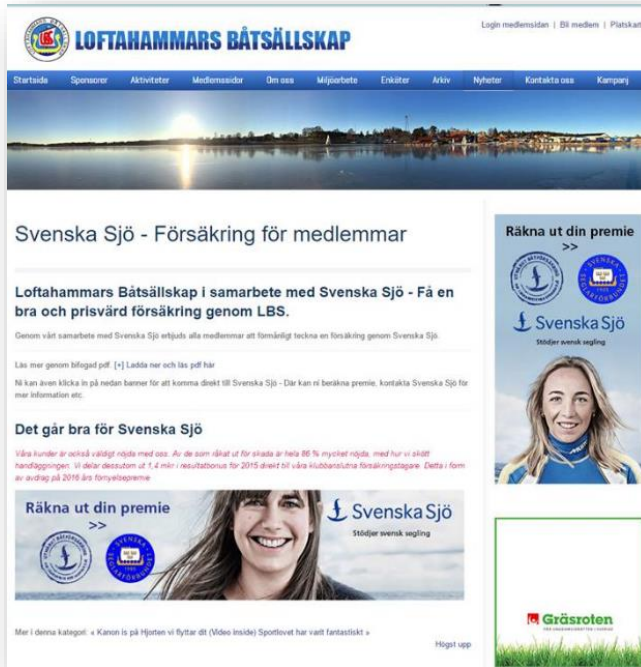 Login medlemsidan | Bli medlem | Platskart
LOFTAHAMMARS BÅTSÄLLSKAP
Startsida Sponsorer Aktiviteter Medlemssidor Om oss Miljöarbete Enkäter Arkiv Nyheter Kontakta oss Kampanj
Svenska Sjö - Försäkring för medlemmar
Loftahammars Båtsällskap i samarbete med Svenska Sjö - Få en
bra och prisvärd försäkring genom LBS.
Genom vårt samarbete med Svenska Sjö erbjuds alla medlemmar att förmånligt teckna en försäkring genom Svenska Sjö.
Läs mer genom bifogad pdf. [+] Ladda ner och läs pdf här
Ni kan även klicka in på nedan banner för att komma direkt till Svenska Sjö - Där kan ni beräkna premie, kontakta Svenska Sjö för
mer information etc.
Det går bra för Svenska Sjö
Våra kunder är också väldigt nöjda med oss. Av de som råkat ut för skada är hela 86 % mycket nöjda, med hur vi skött
handläggningen. Vi delar dessutom ut 1,4 mkr i resultatbonus för 2015 direkt till våra klubbanslutna försäkringstagare. Detta i form
av avdrag på 2016 års förnyelsepremie
Räkna ut din premie
>>
Svenska Sjö
Stödjer svensk segling
Mer i denna kategori: « Kanon is på Hjorten vi flyttar dit (Video inside) Sportlovet har varit fantastiskt »
Högst upp
Räkna ut din premie
>>
SVENSKA
SEGLARFÖRBUNDET
Svenska Sjö
Stödjer svensk segling
Gräsroten